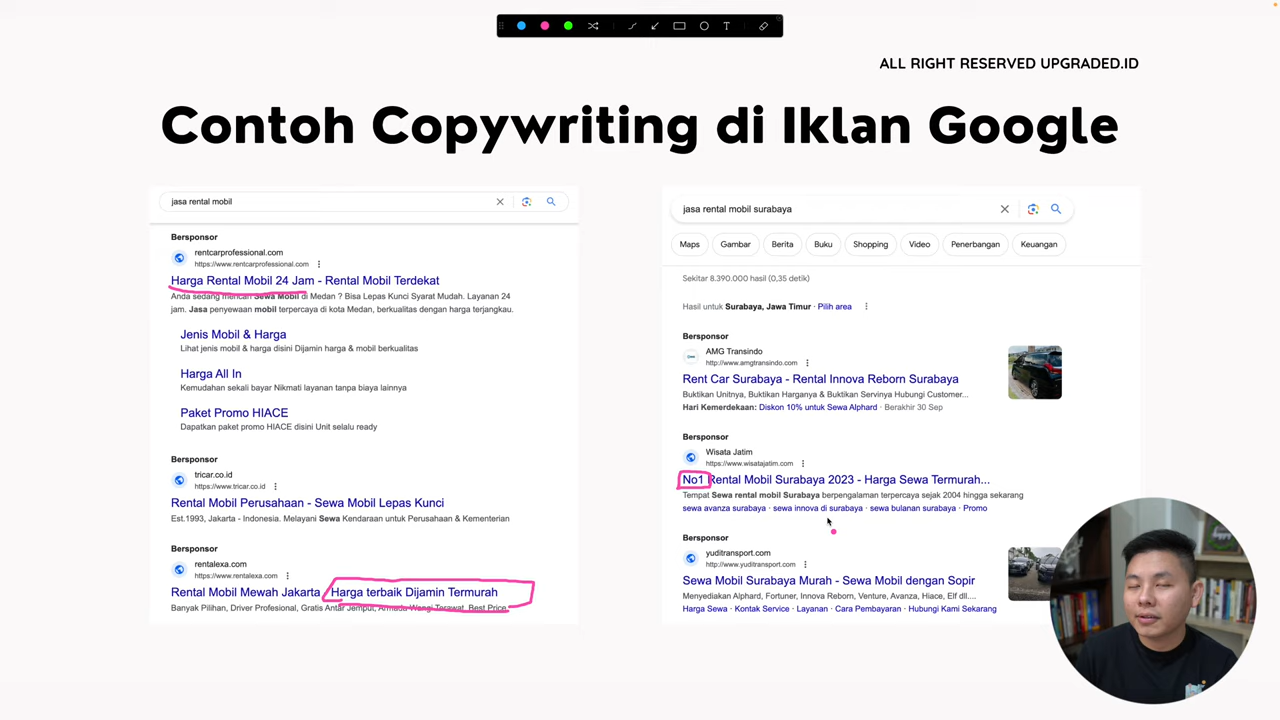 ALL RIGHT RESERVED UPGRADED.ID
Contoh Copywriting di Iklan Google
jasa rental mobil
Bersponsor
rentcarprofessional.com
https://www.rentcarprofessional.com
Harga Rental Mobil 24 Jam - Rental Mobil Terdekat
Anda sedang mencari Sewa Mobil di Medan ? Bisa Lepas Kunci Syarat Mudah. Layanan 24
jam. Jasa penyewaan mobil terpercaya di kota Medan, berkualitas dengan harga terjangkau.
Jenis Mobil & Harga
Lihat jenis mobil & harga disini Dijamin harga & mobil berkualitas
Harga All In
Kemudahan sekali bayar Nikmati layanan tanpa biaya lainnya
Paket Promo HIACE
Dapatkan paket promo HIACE disini Unit selalu ready
Bersponsor
tricar.co.id
https://www.tricar.co.id
Rental Mobil Perusahaan - Sewa Mobil Lepas Kunci
Est.1993, Jakarta - Indonesia. Melayani Sewa Kendaraan untuk Perusahaan & Kementerian
Bersponsor
rentalexa.com
https://www.rentalexa.com
Rental Mobil Mewah Jakarta Harga terbaik Dijamin Termurah
Banyak Pilihan, Driver Profesional, Gratis Antar Jemput, Armada Wangi Terawat, Best Price
jasa rental mobil surabaya
Maps Gambar Berita Buku Shopping Video Penerbangan Keuangan
Sekitar 8.390.000 hasil (0,35 detik)
Hasil untuk Surabaya, Jawa Timur · Pilih area
Bersponsor
AMG Transindo
http://www.amgtransindo.com
Rent Car Surabaya - Rental Innova Reborn Surabaya
Buktikan Unitnya, Buktikan Harganya & Buktikan Servinya Hubungi Customer...
Hari Kemerdekaan: Diskon 10% untuk Sewa Alphard · Berakhir 30 Sep
Bersponsor
Wisata Jatim
https://www.wisatajatim.com
No1 Rental Mobil Surabaya 2023 - Harga Sewa Termurah...
Tempat Sewa rental mobil Surabaya berpengalaman terpercaya sejak 2004 hingga sekarang
sewa avanza surabaya · sewa innova di surabaya · sewa bulanan surabaya · Promo
Bersponsor
yuditransport.com
http://www.yuditransport.com
Sewa Mobil Surabaya Murah - Sewa Mobil dengan Sopir
Menyediakan Alphard, Fortuner, Innova Reborn, Venture, Avanza, Hiace, Elf dll....
Harga Sewa · Kontak Service · Layanan · Cara Pembayaran · Hubungi Kami Sekarang